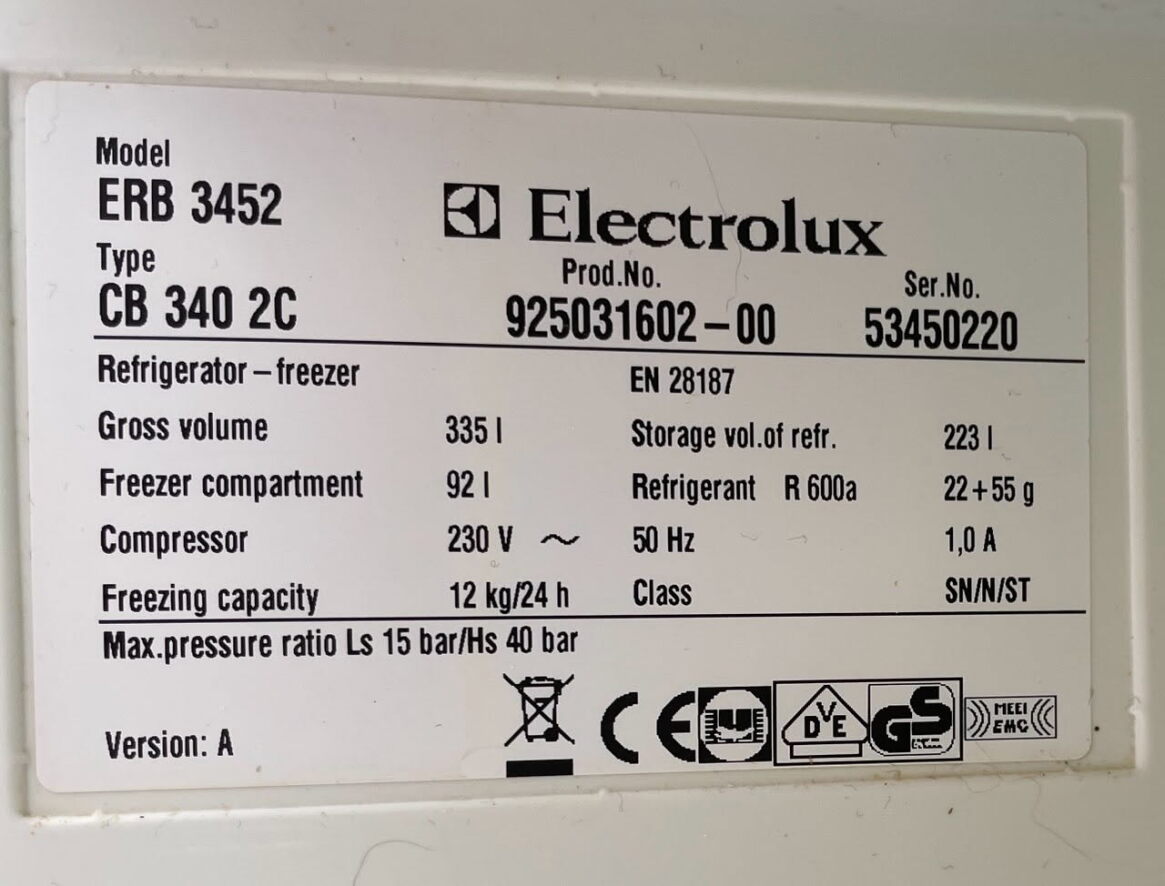 Model
ERB 3452
Electrolux
Type
CB 340 2C
Prod.No.
925031602-00
Ser.No.
53450220
Refrigerator-freezer EN 28187
Gross volume 335 l Storage vol.of refr. 223 l
Freezer compartment 92 l Refrigerant R 600a 22+55 g
Compressor 230 V ~ 50 Hz 1,0 A
Freezing capacity 12 kg/24 h Class SN/N/ST
Max.pressure ratio Ls 15 bar/Hs 40 bar
Version: A
CE
DVE
GS
MEEI
EMC